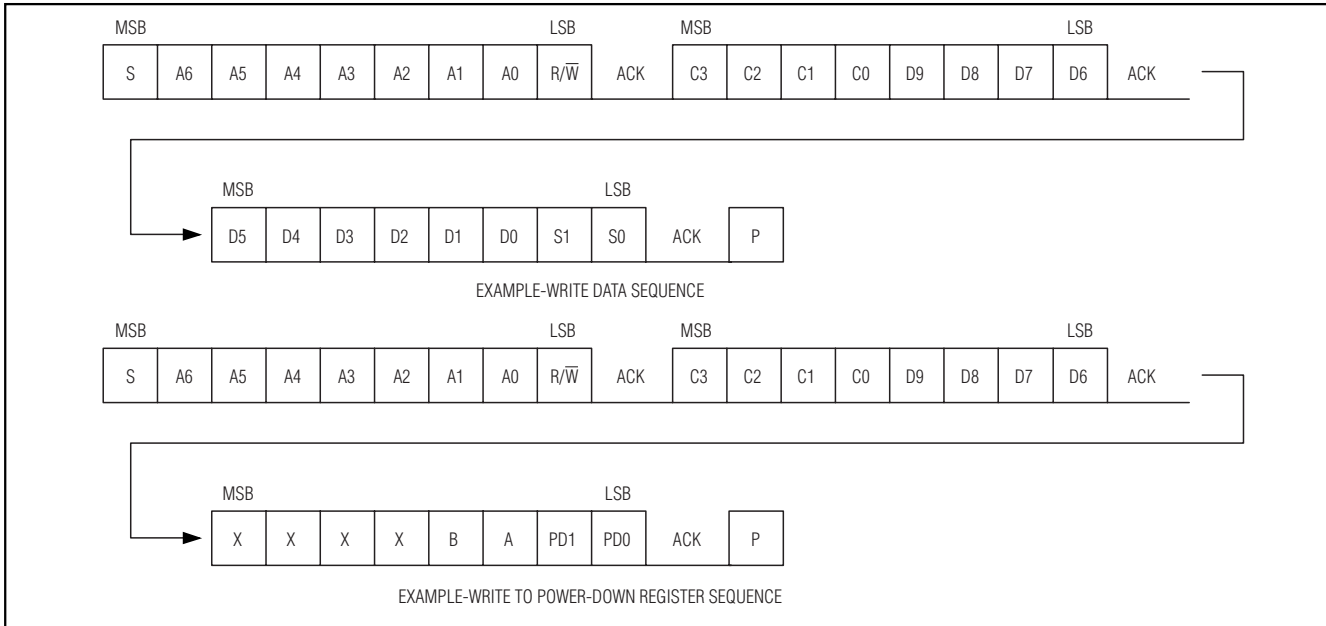 MSB LSB MSB LSB
S A6 A5 A4 A3 A2 A1 A0 R/W̅ ACK C3 C2 C1 C0 D9 D8 D7 D6 ACK
MSB LSB
D5 D4 D3 D2 D1 D0 S1 S0 ACK P
EXAMPLE-WRITE DATA SEQUENCE
MSB LSB MSB LSB
S A6 A5 A4 A3 A2 A1 A0 R/W̅ ACK C3 C2 C1 C0 D9 D8 D7 D6 ACK
MSB LSB
X X X X B A PD1 PD0 ACK P
EXAMPLE-WRITE TO POWER-DOWN REGISTER SEQUENCE